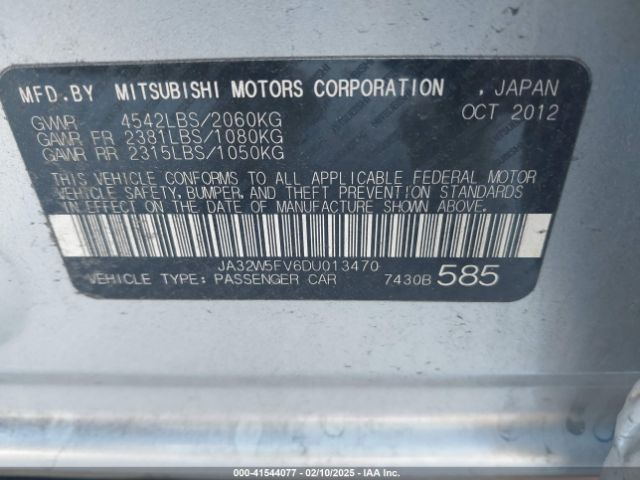 MFD.BY MITSUBISHI MOTORS CORPORATION , JAPAN
OCT 2012
GVWR 4542LBS/2060KG
GAWR FR 2381LBS/1080KG
GAWR RR 2315LBS/1050KG
THIS VEHICLE CONFORMS TO ALL APPLICABLE FEDERAL MOTOR
VEHICLE SAFETY, BUMPER, AND THEFT PREVENTION STANDARDS
IN EFFECT ON THE DATE OF MANUFACTURE SHOWN ABOVE.
JA32W5FV6DU013470
VEHICLE TYPE: PASSENGER CAR 7430B 585
000-41544077 - 02/10/2025 - IAAI.COM